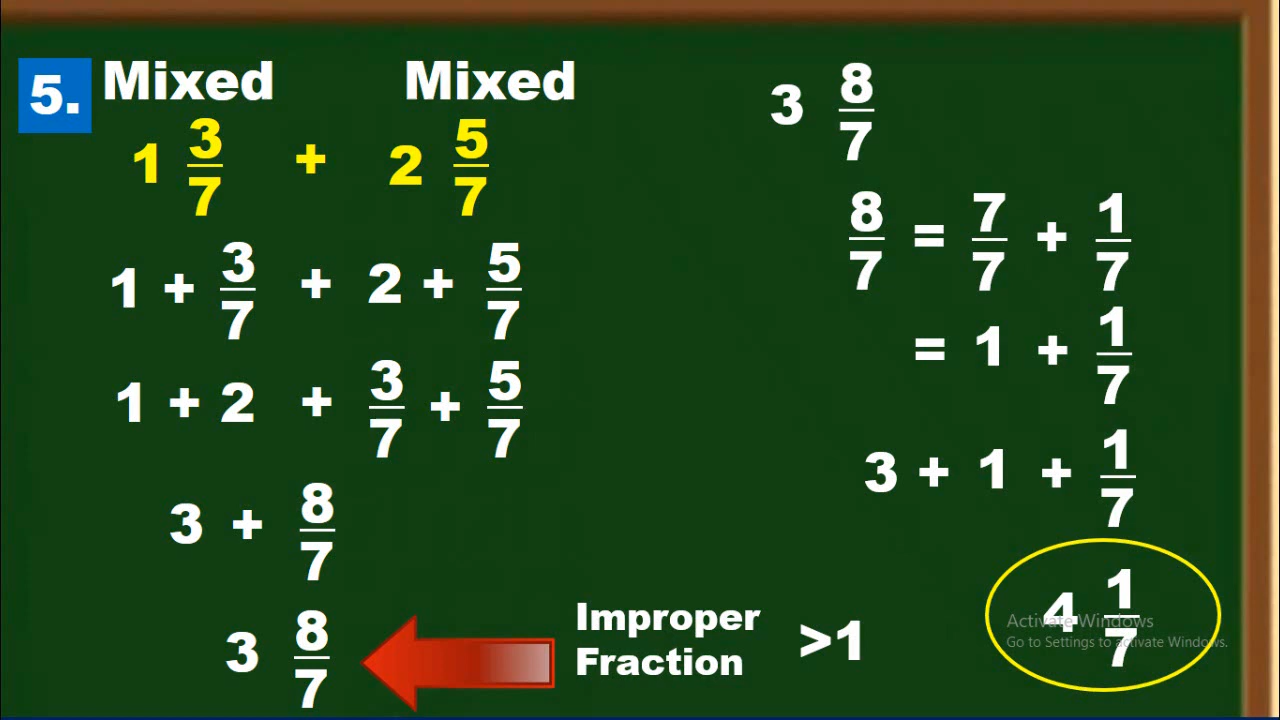 5. Mixed Mixed
1 3/7 + 2 5/7
1 + 3/7 + 2 + 5/7
1 + 2 + 3/7 + 5/7
3 + 8/7
3 8/7
Improper
Fraction
>1
3 8/7
8/7 = 7/7 + 1/7
= 1 + 1/7
3 + 1 + 1/7
4 1/7
Activate Windows
Go to Settings to activate Windows.